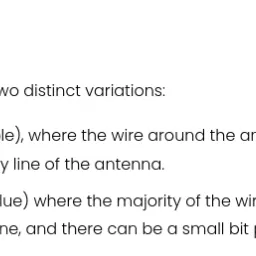 wo distinct variations:
le), where the wire around the ar
y line of the antenna.
lue) where the majority of the wi
ne, and there can be a small bit